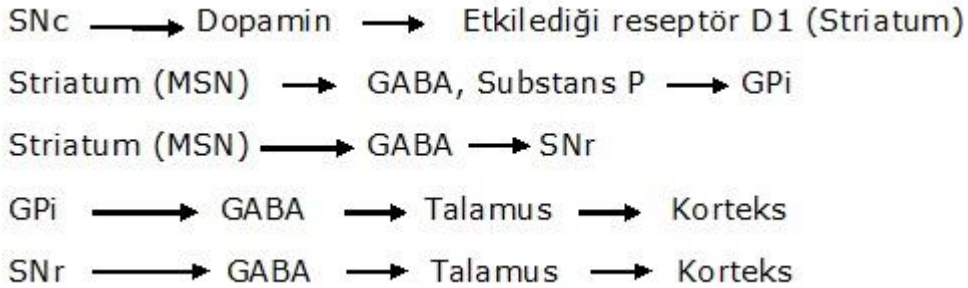 SNc → Dopamin → Etkilediği reseptör D1 (Striatum)
Striatum (MSN) → GABA, Substans P → GPi
Striatum (MSN) → GABA → SNr
GPi → GABA → Talamus → Korteks
SNr → GABA → Talamus → Korteks